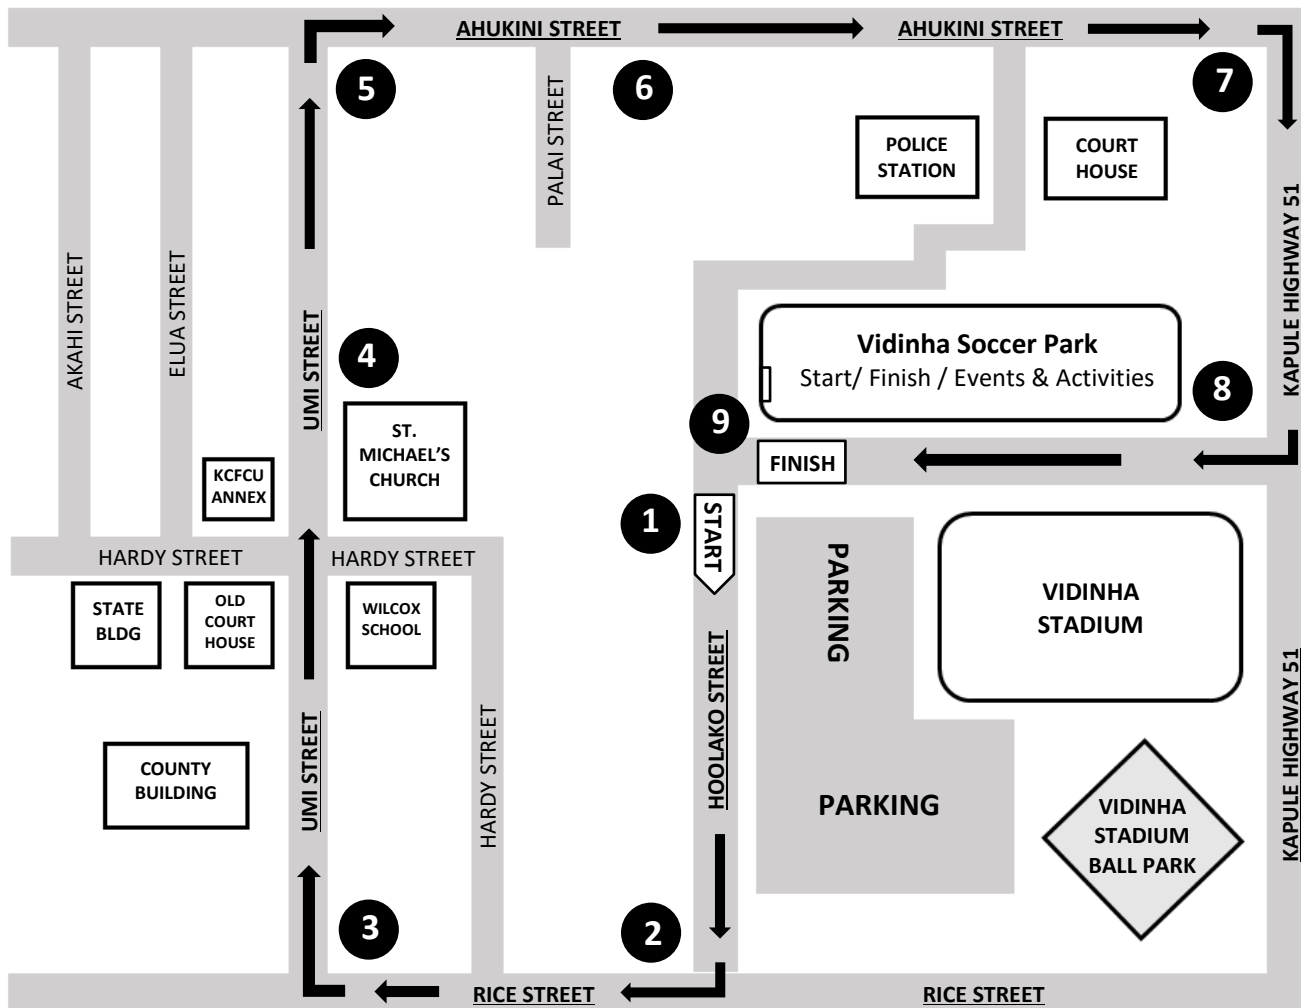 AHUKINI STREET
AHUKINI STREET
5
6
7
PALAI STREET
POLICE
STATION
COURT
HOUSE
KAPULE HIGHWAY 51
AKAHI STREET
ELUA STREET
UMI STREET
4
Vidinha Soccer Park
Start/ Finish / Events & Activities
8
9
ST.
MICHAEL'S
CHURCH
KCFCU
ANNEX
FINISH
1
START
HARDY STREET
HARDY STREET
PARKING
VIDINHA
STADIUM
STATE
BLDG
OLD
COURT
HOUSE
WILCOX
SCHOOL
HOOLAKO STREET
KAPULE HIGHWAY 51
UMI STREET
HARDY STREET
COUNTY
BUILDING
PARKING
VIDINHA
STADIUM
BALL PARK
3
2
RICE STREET
RICE STREET